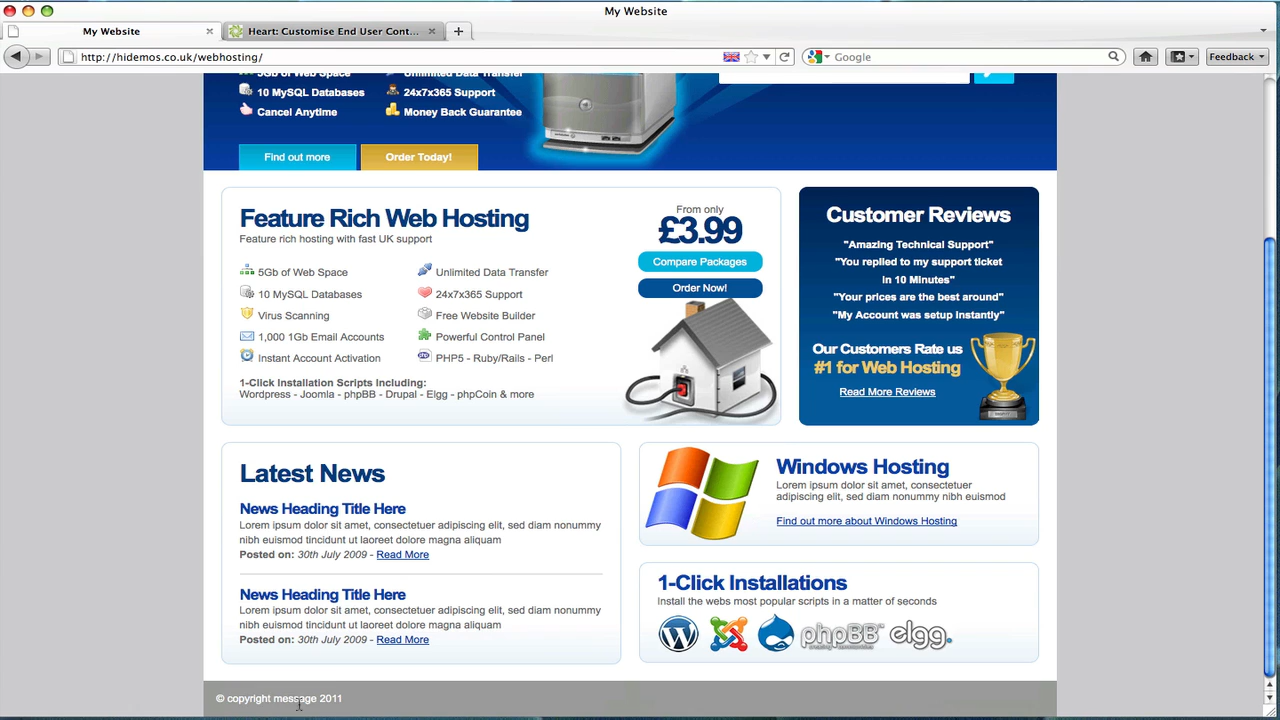 My Website
My Website
Heart: Customise End User Cont...
http://hidemos.co.uk/webhosting/
Google
Feedback
5Gb of Web Space
Unlimited Data Transfer
10 MySQL Databases
24x7x365 Support
Cancel Anytime
Money Back Guarantee
Find out more
Order Today!
Feature Rich Web Hosting
Feature rich hosting with fast UK support
5Gb of Web Space
Unlimited Data Transfer
10 MySQL Databases
24x7x365 Support
Virus Scanning
Free Website Builder
1,000 1Gb Email Accounts
Powerful Control Panel
Instant Account Activation
PHP5 - Ruby/Rails - Perl
1-Click Installation Scripts Including:
Wordpress - Joomla - phpBB - Drupal - Elgg - phpCoin & more
From only
£3.99
Compare Packages
Order Now!
Customer Reviews
"Amazing Technical Support"
"You replied to my support ticket
in 10 Minutes"
"Your prices are the best around"
"My Account was setup Instantly"
Our Customers Rate us
#1 for Web Hosting
Read More Reviews
Latest News
News Heading Title Here
Lorem ipsum dolor sit amet, consectetuer adipiscing elit, sed diam nonummy
nibh euismod tincidunt ut laoreet dolore magna aliquam
Posted on: 30th July 2009 - Read More
News Heading Title Here
Lorem ipsum dolor sit amet, consectetuer adipiscing elit, sed diam nonummy
nibh euismod tincidunt ut laoreet dolore magna aliquam
Posted on: 30th July 2009 - Read More
Windows Hosting
Lorem ipsum dolor sit amet, consectetuer
adipiscing elit, sed diam nonummy nibh euismod
Find out more about Windows Hosting
1-Click Installations
Install the webs most popular scripts in a matter of seconds
phpBB
elgg
© copyright message 2011